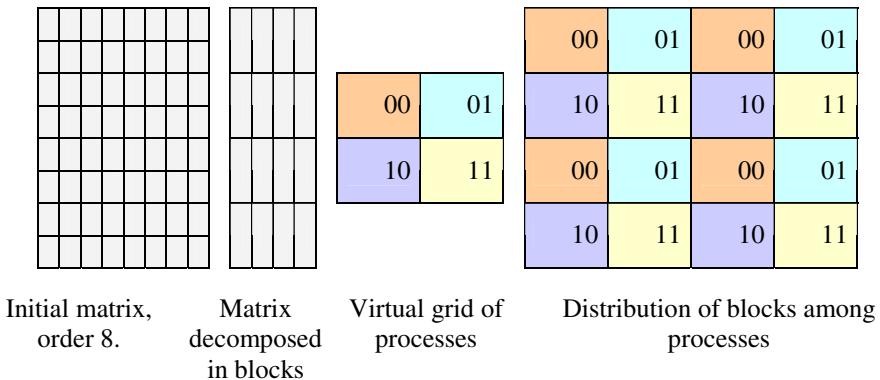 00 01 00 01
00 01
10 11 10 11
10 11
00 01 00 01
10 11 10 11
Initial matrix,
order 8.
Matrix
decomposed
in blocks
Virtual grid of
processes
Distribution of blocks among
processes